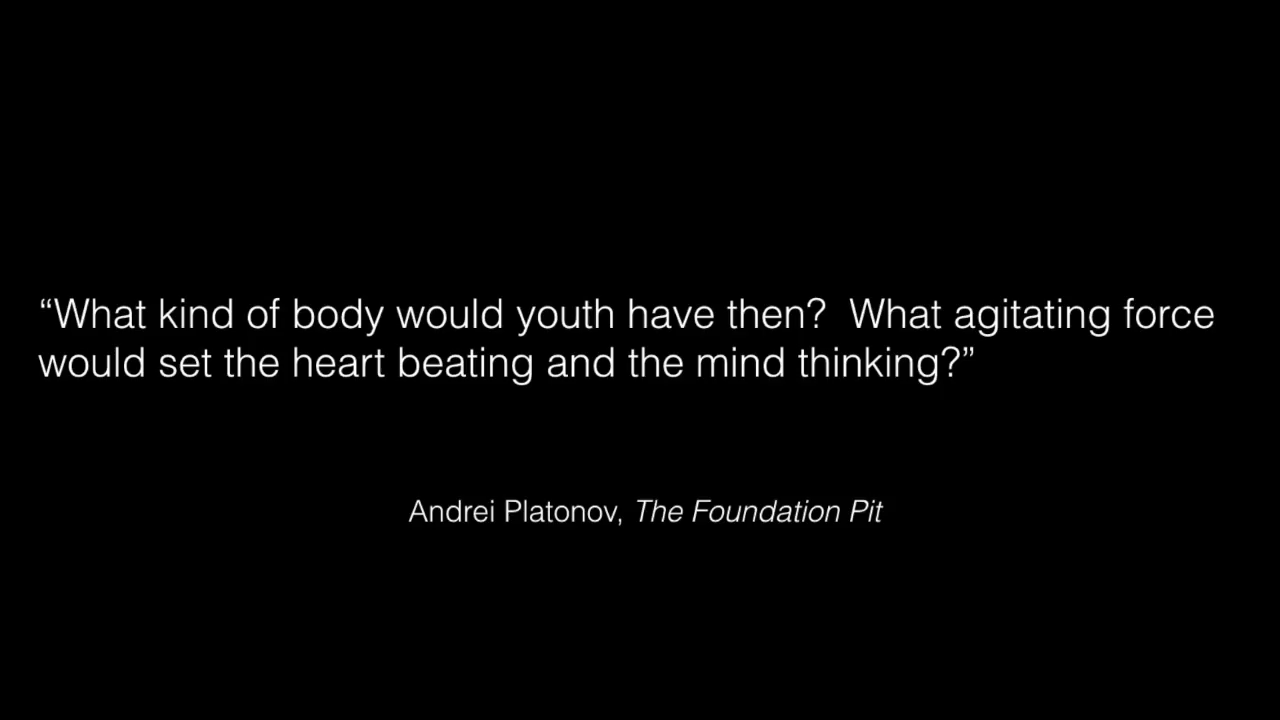 “What kind of body would youth have then?  What agitating force
would set the heart beating and the mind thinking?”
Andrei Platonov, The Foundation Pit